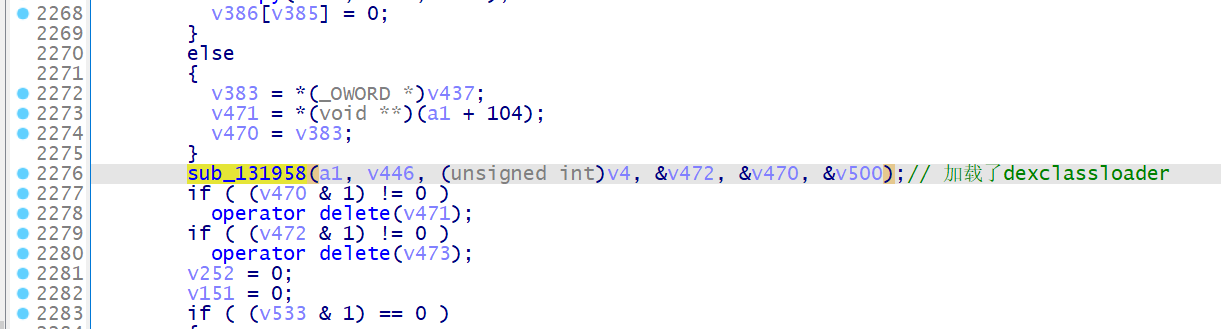 2268 v386[v385] = 0;
2269 }
2270 else
2271 {
2272 v383 = *(_OWORD *)v437;
2273 v471 = *(void **)(a1 + 104);
2274 v470 = v383;
2275 }
2276 sub_131958(a1, v446, (unsigned int)v4, &v472, &v470, &v500);// 加载了dexclassloader
2277 if ( (v470 & 1) != 0 )
2278 operator delete(v471);
2279 if ( (v472 & 1) != 0 )
2280 operator delete(v473);
2281 v252 = 0;
2282 v151 = 0;
2283 if ( (v533 & 1) == 0 )